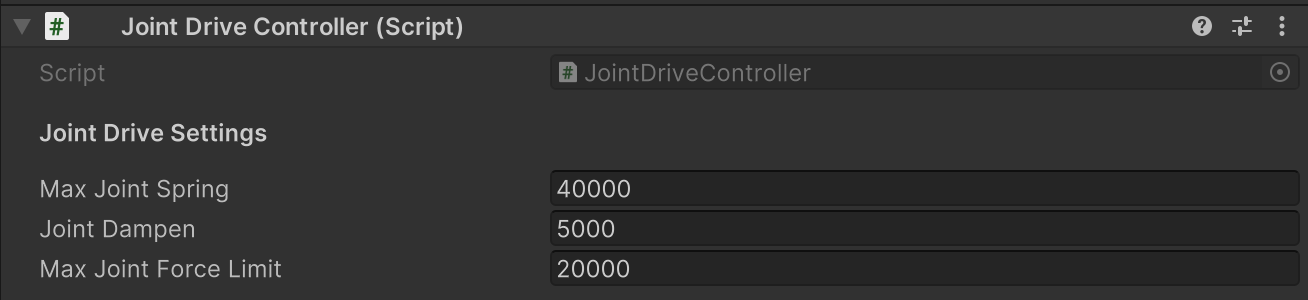 Joint Drive Controller (Script)
Script JointDriveController
Joint Drive Settings
Max Joint Spring 40000
Joint Dampen 5000
Max Joint Force Limit 20000